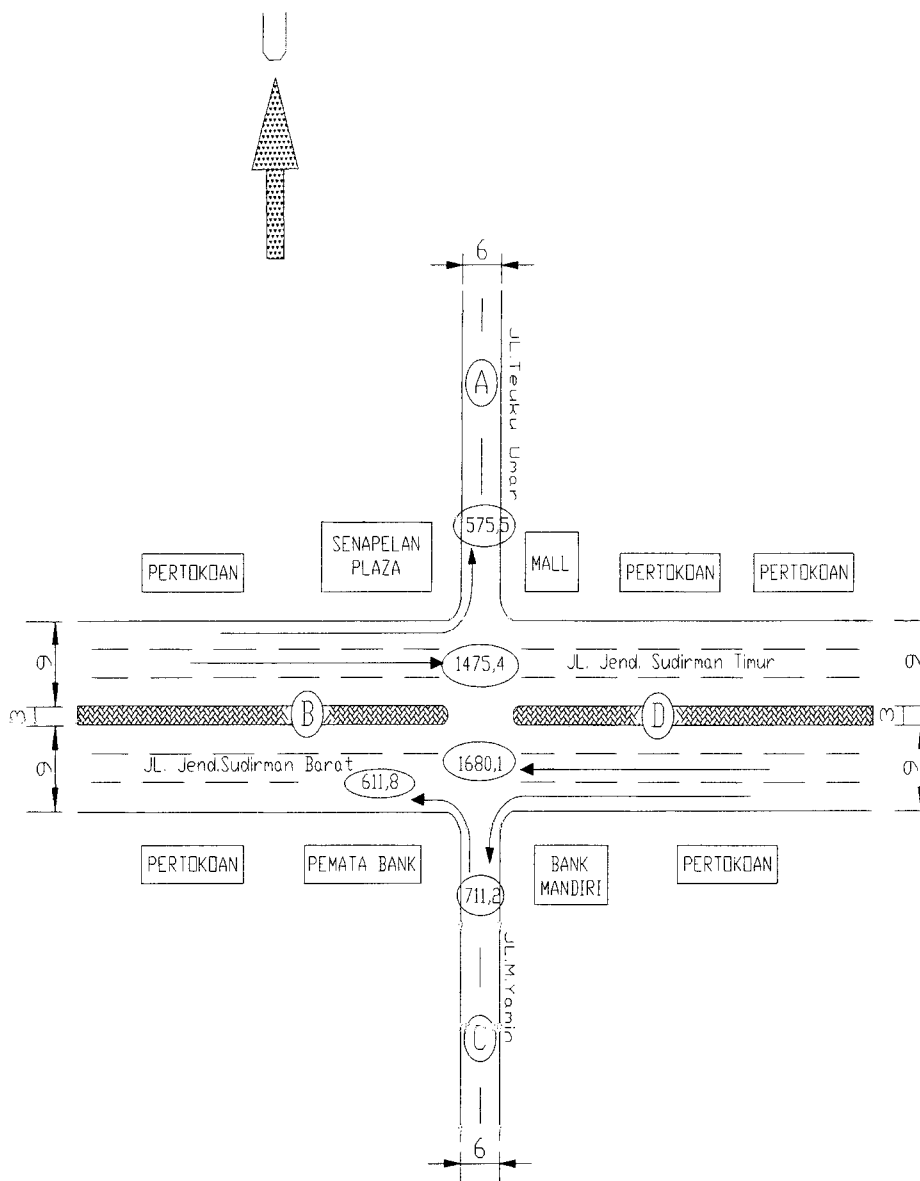 6
A
JL.Teuku Umar
575,5
SENAPELAN
PLAZA
MALL
PERTOKOAN
PERTOKOAN
PERTOKOAN
9
1475,4
JL. Jend. Sudirman Timur
9
3
B
D
3
9
JL. Jend.Sudirman Barat
1680,1
611,8
9
PERTOKOAN
PEMATA BANK
BANK
MANDIRI
PERTOKOAN
711,2
JL.M.Yamin
C
6